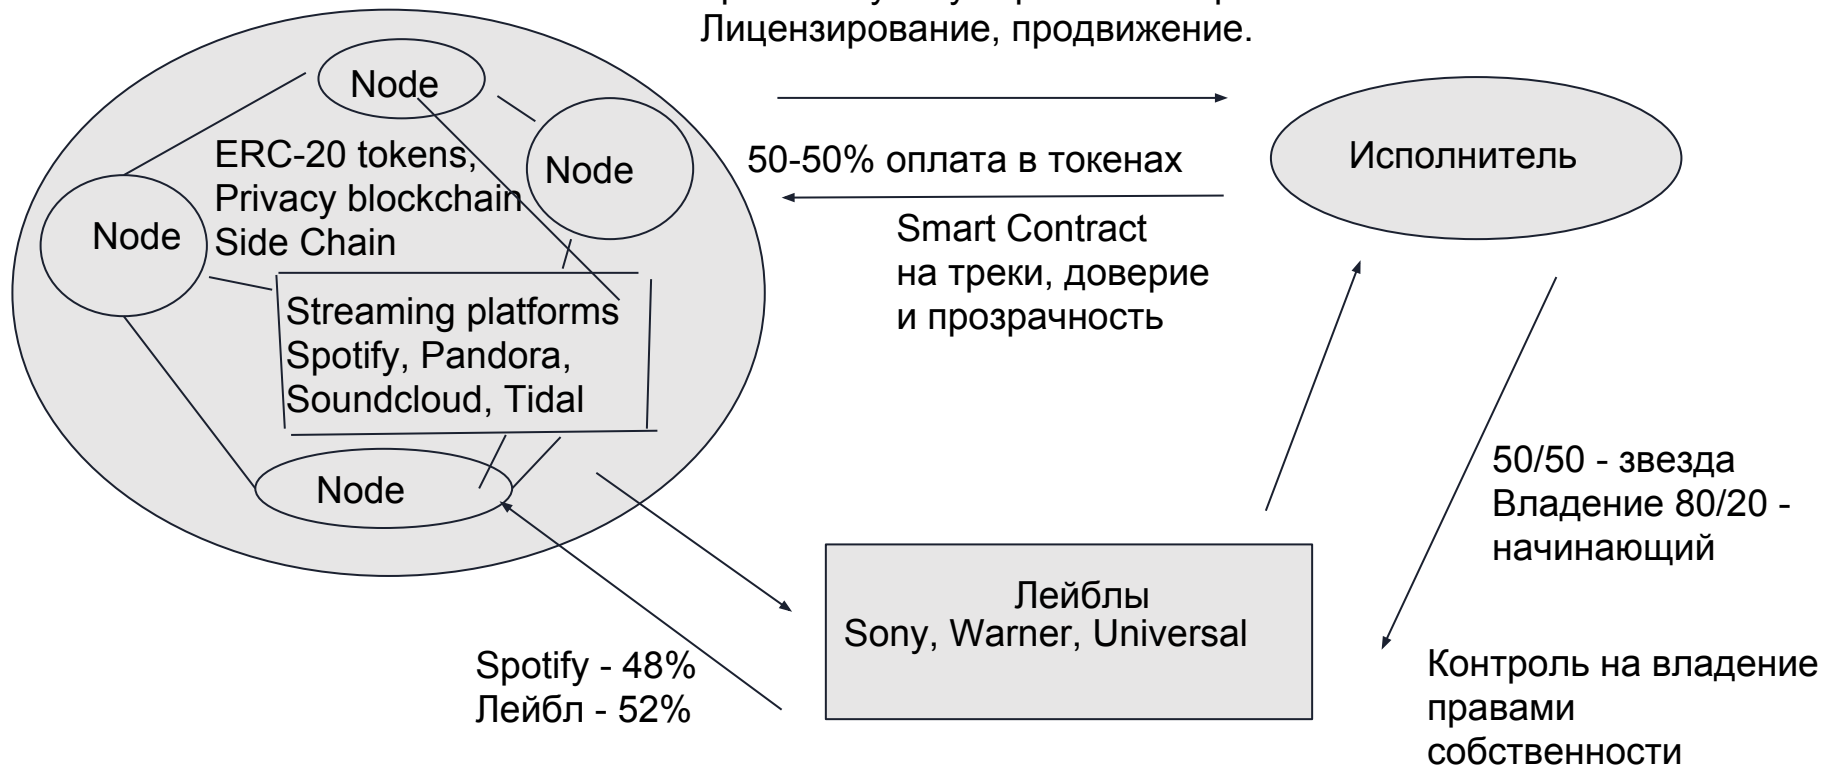 Лицензирование, продвижение.
Node
ERC-20 tokens,
Privacy blockchain
Side Chain
Node
Node
Streaming platforms
Spotify, Pandora,
Soundcloud, Tidal
Node
50-50% оплата в токенах
Smart Contract
на треки, доверие
и прозрачность
Исполнитель
50/50 - звезда
Владение 80/20 -
начинающий
Лейблы
Sony, Warner, Universal
Spotify - 48%
Лейбл - 52%
Контроль на владение
правами
собственности